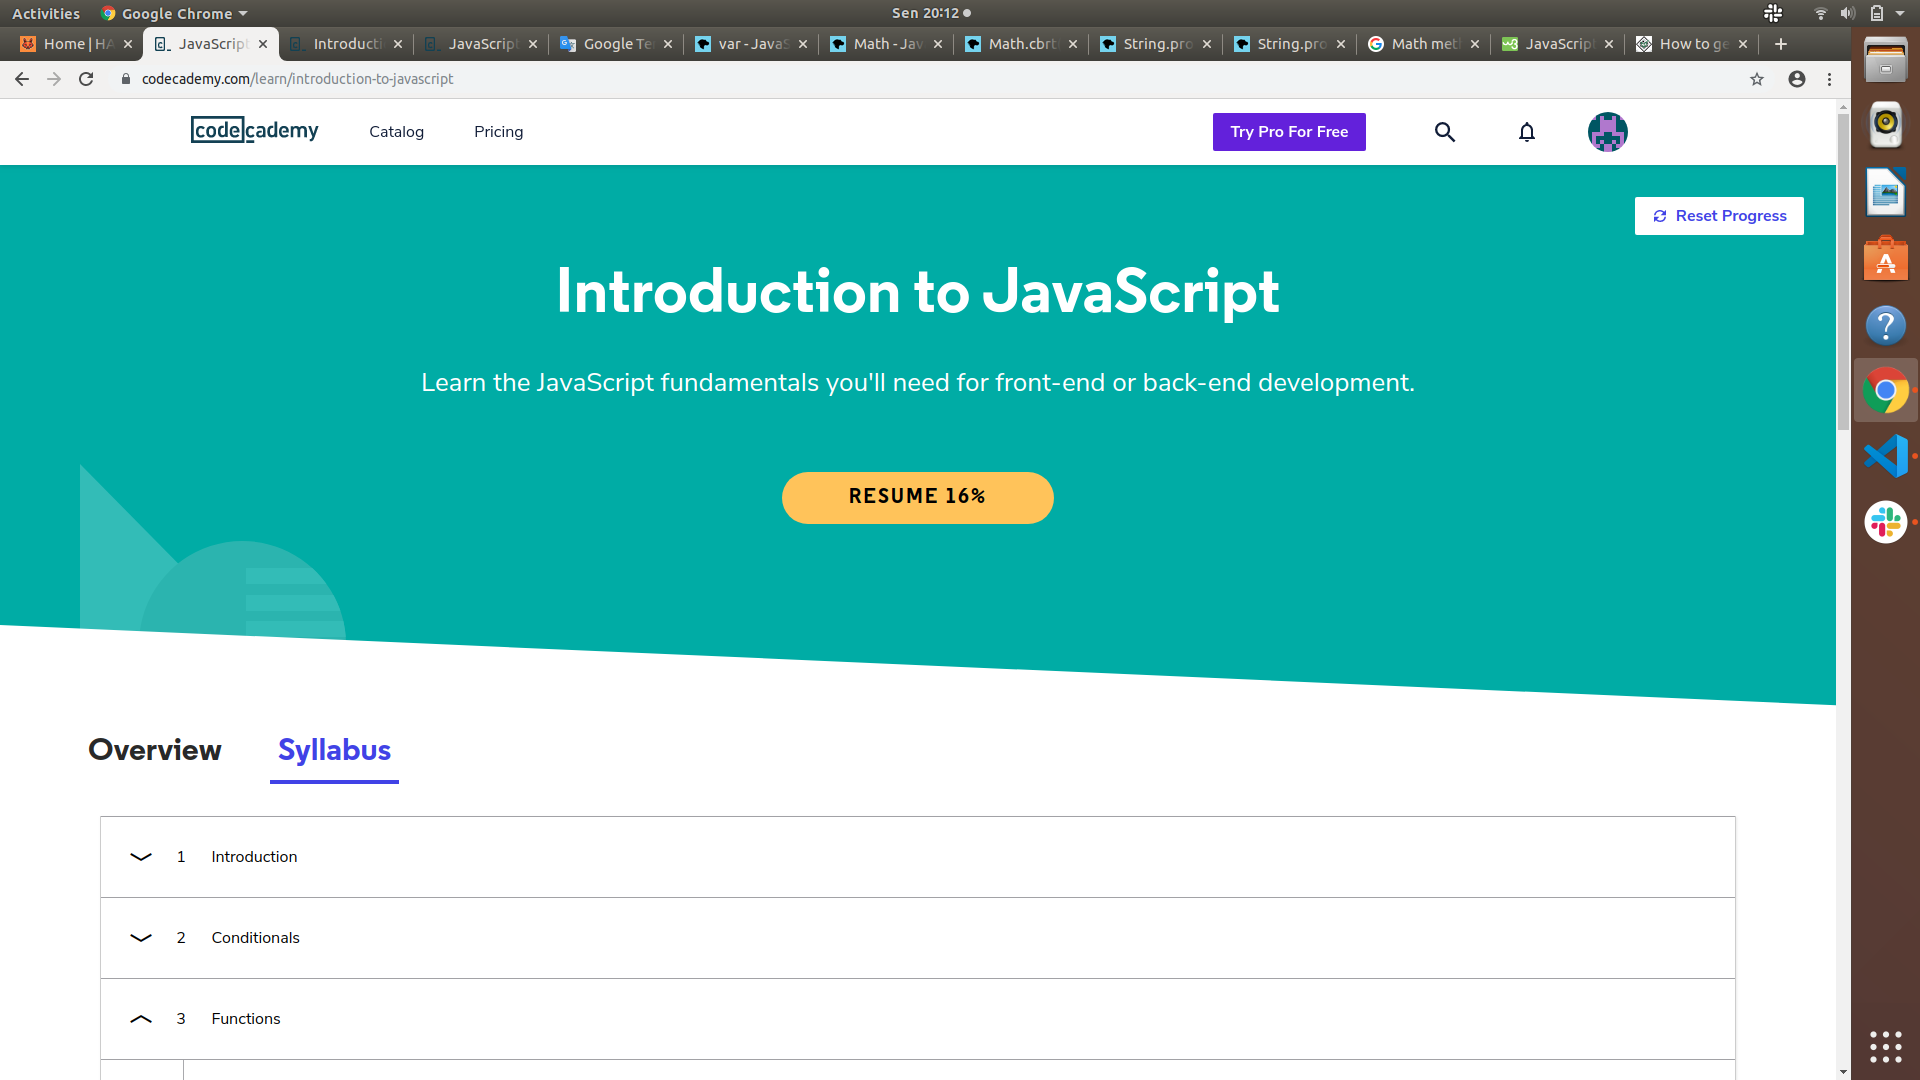 Activities
Google Chrome
Sen 20:12
Home | HA
JavaScript
Introducti
JavaScript
Google Te
var - JavaS
Math - Jav
Math.cbrt
String.pro
String.pro
Math met
JavaScrip
How to ge
codecademy.com/learn/introduction-to-javascript
codecademy
Catalog
Pricing
Try Pro For Free
Reset Progress
Introduction to JavaScript
Learn the JavaScript fundamentals you'll need for front-end or back-end development.
RESUME 16%
Overview
Syllabus
1 Introduction
2 Conditionals
3 Functions